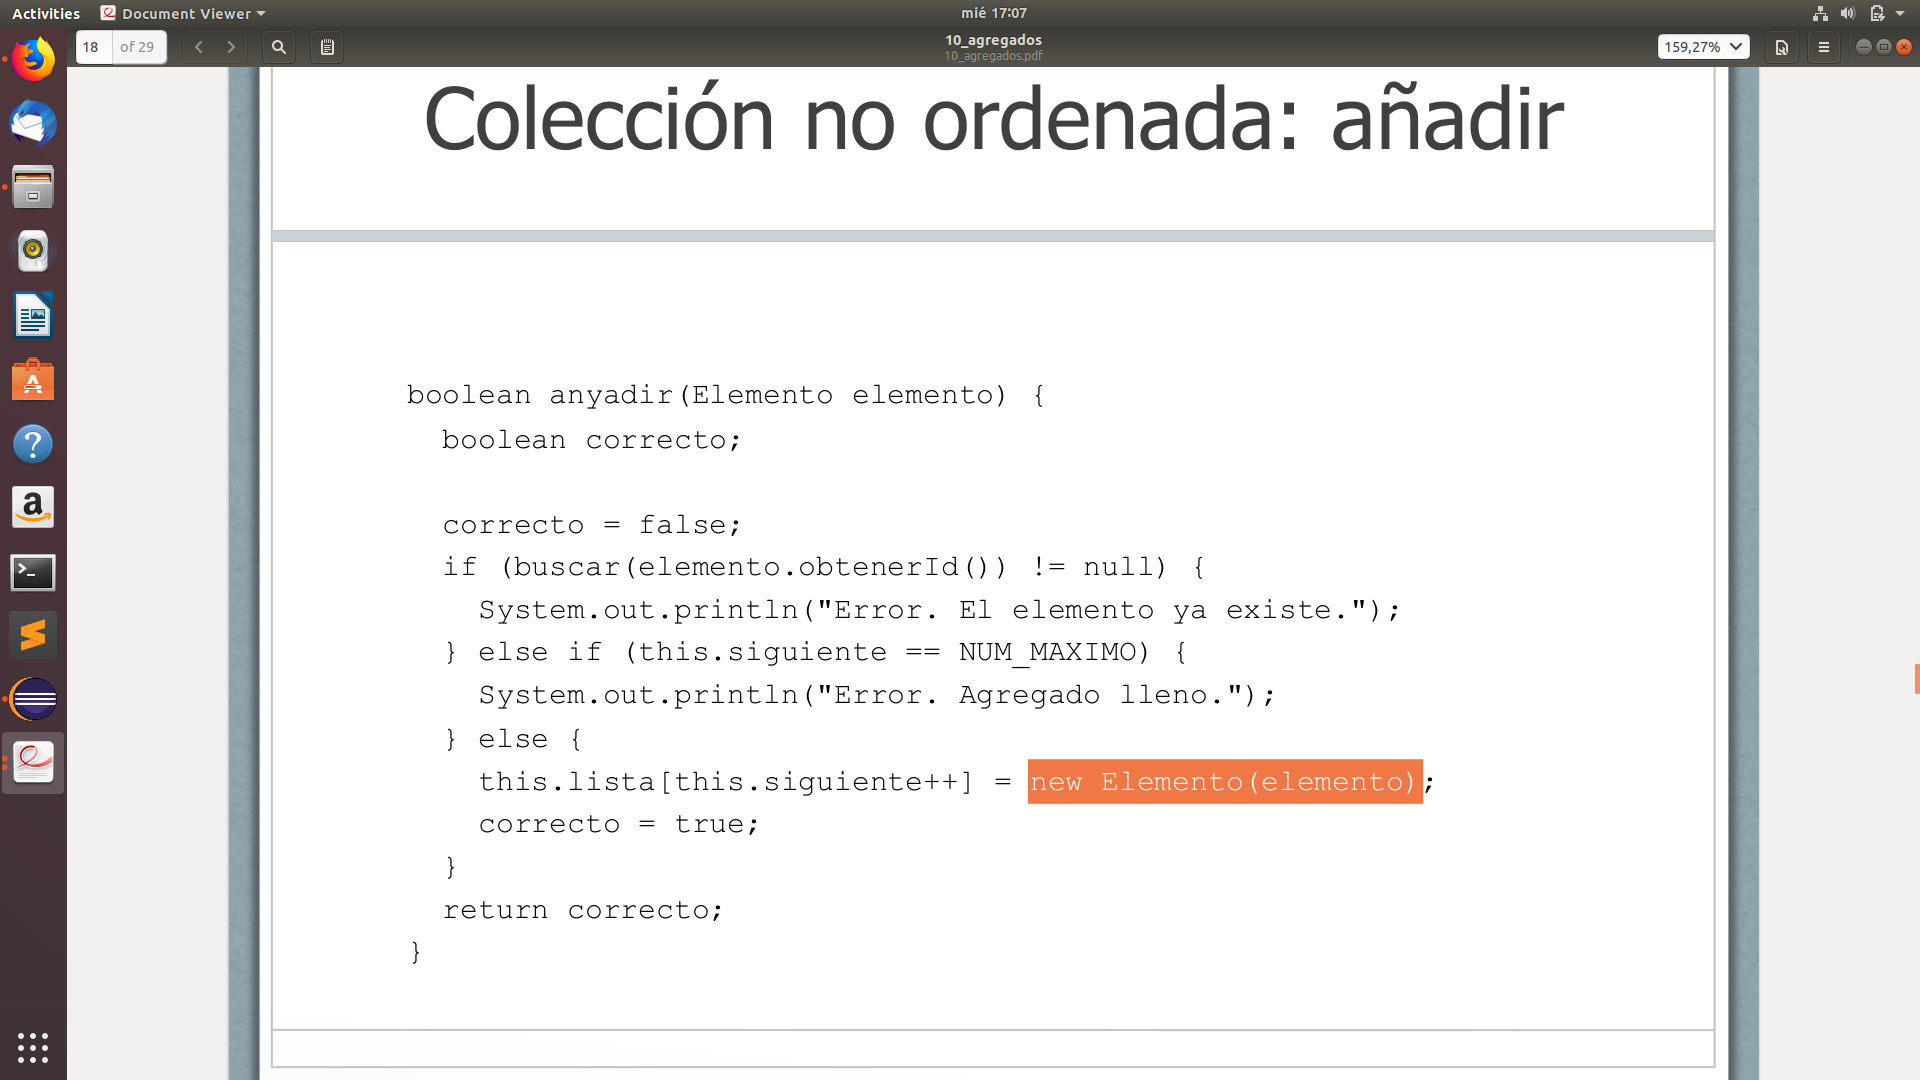 Activities Document Viewer mié 17:07
18 of 29 10_agregados 159,27%
10_agregados.pdf
Colección no ordenada: añadir
boolean anyadir(Elemento elemento) {
boolean correcto;
correcto = false;
if (buscar(elemento.obtenerId()) != null) {
System.out.println("Error. El elemento ya existe.");
} else if (this.siguiente == NUM_MAXIMO) {
System.out.println("Error. Agregado lleno.");
} else {
this.lista[this.siguiente++] = new Elemento(elemento);
correcto = true;
}
return correcto;
}